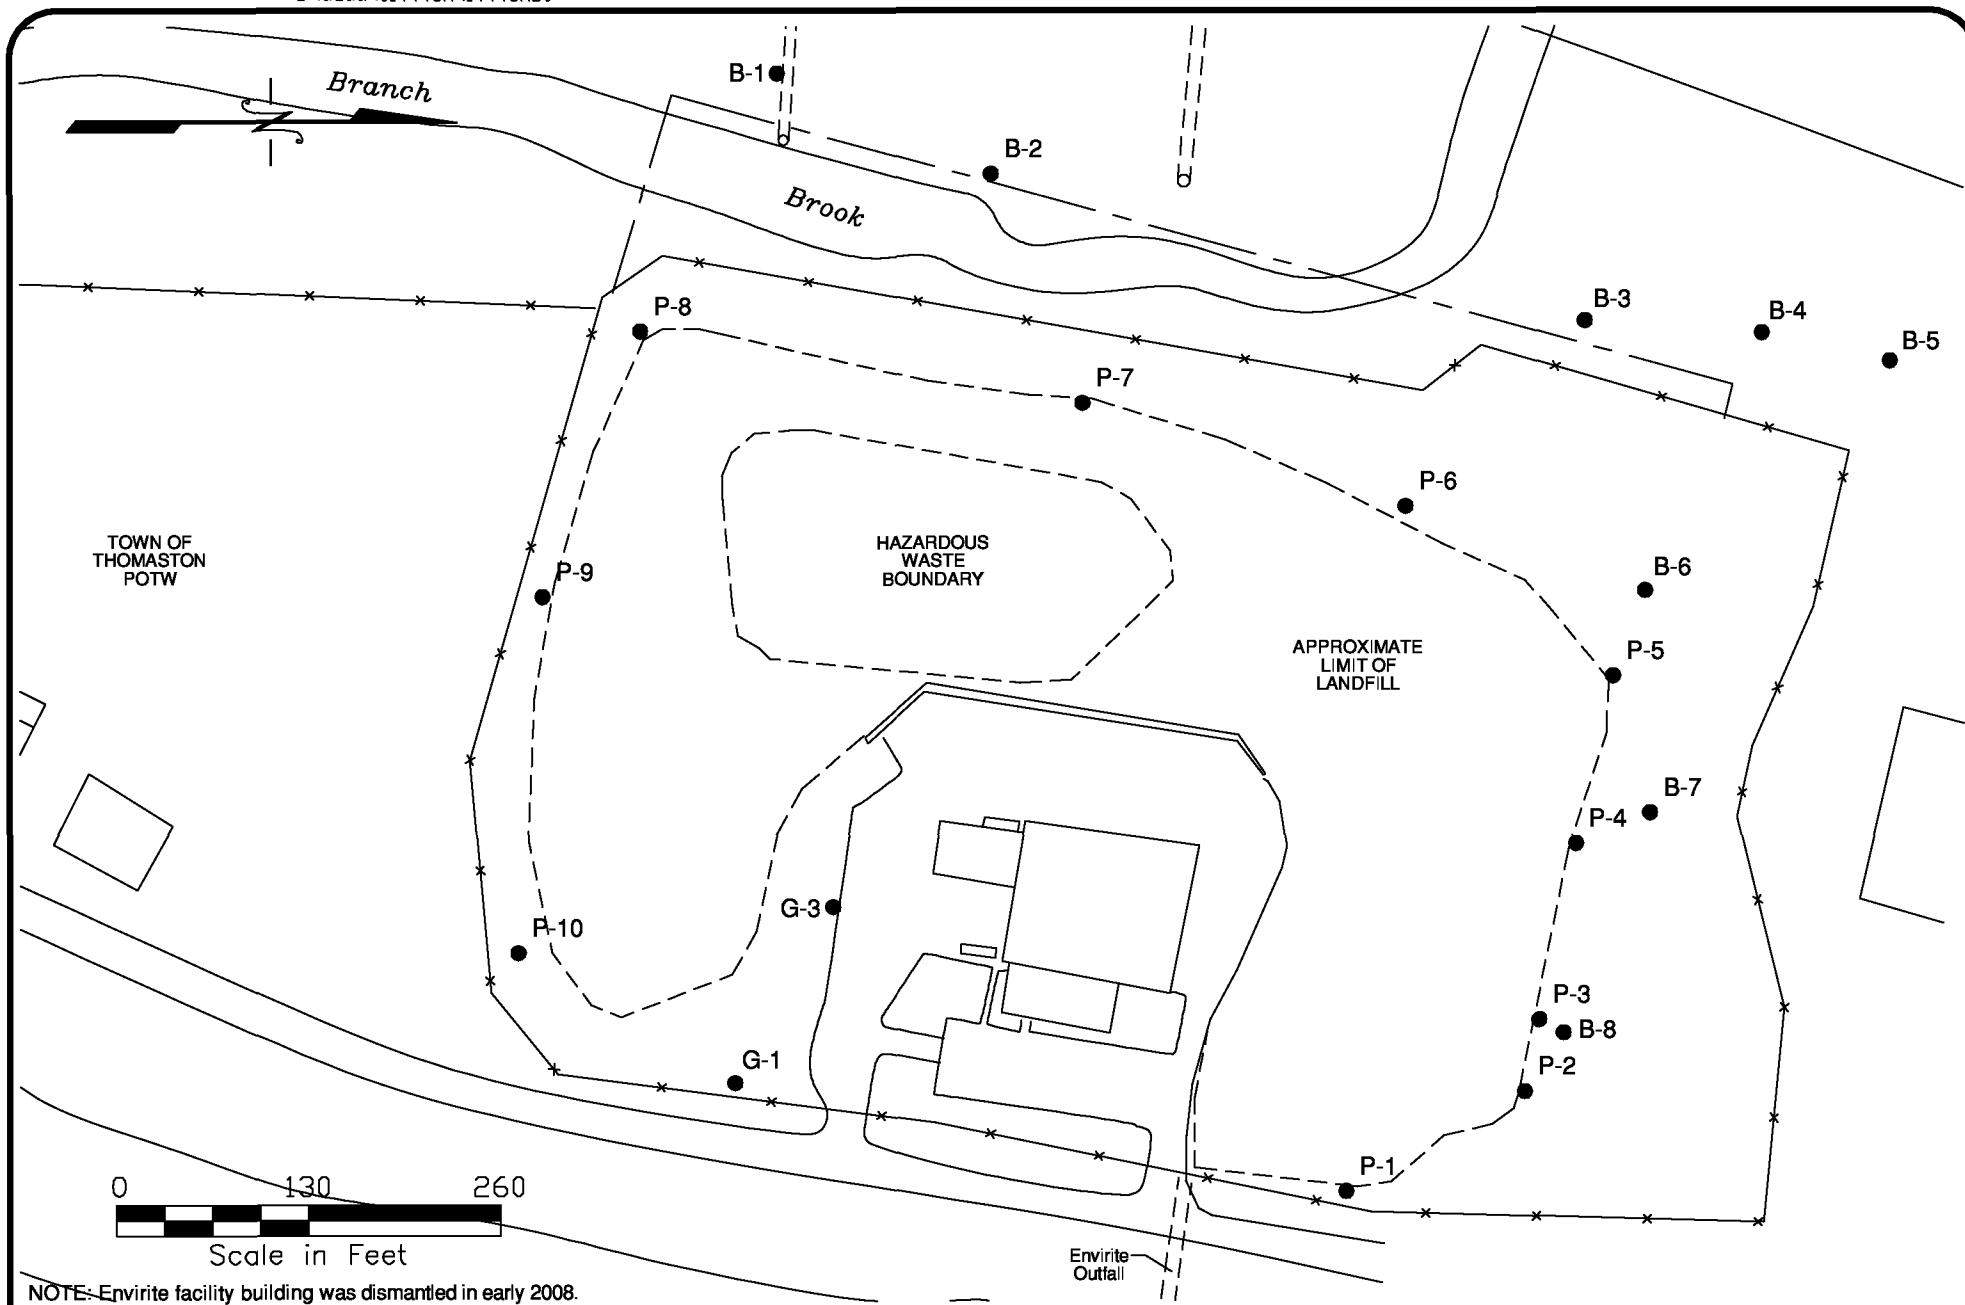 B-1
Branch
B-2
Brook
P-8
B-3
B-4
B-5
P-7
P-6
TOWN OF
THOMASTON
POTW
HAZARDOUS
WASTE
BOUNDARY
P-9
B-6
APPROXIMATE
LIMIT OF
LANDFILL
P-5
B-7
P-4
G-3
P-10
P-3
B-8
P-2
G-1
P-1
0 130 260
Scale in Feet
Envirite
Outfall
NOTE: Envirite facility building was dismantled in early 2008.